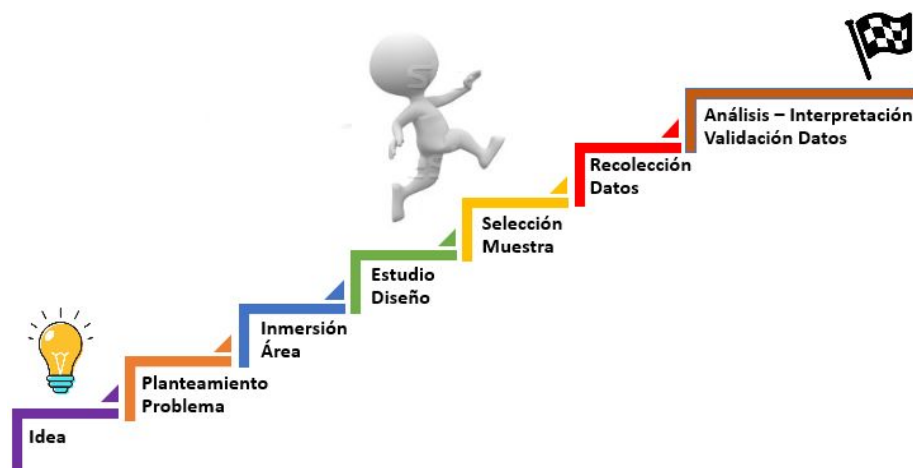 Idea
Planteamiento
Problema
Inmersión
Área
Estudio
Diseño
Selección
Muestra
Recolección
Datos
Análisis – Interpretación
Validación Datos